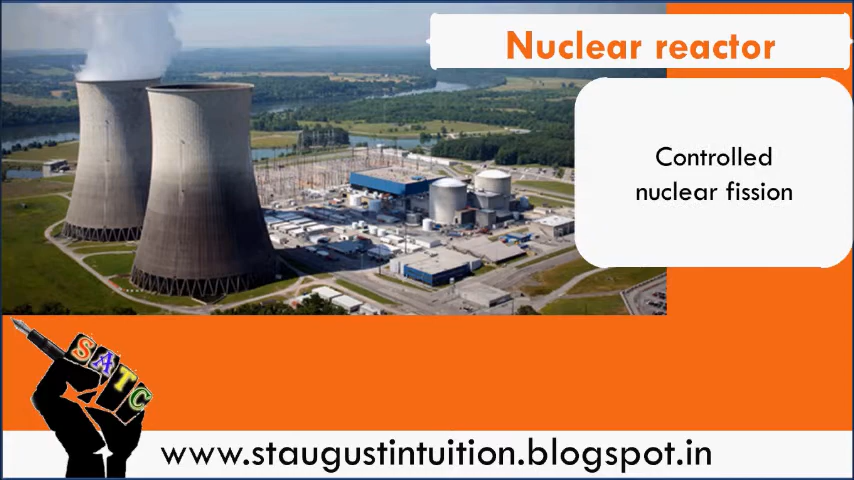 Nuclear reactor
Controlled
nuclear fission
SATC
www.staugustintuition.blogspot.in